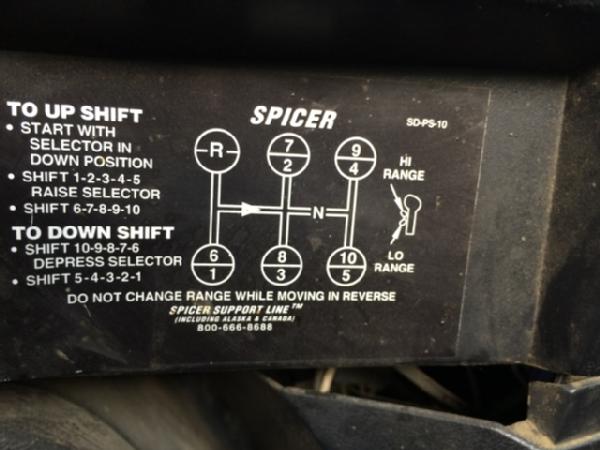 TO UP SHIFT
• START WITH
SELECTOR IN
DOWN POSITION
• SHIFT 1-2-3-4-5
RAISE SELECTOR
• SHIFT 6-7-8-9-10
TO DOWN SHIFT
• SHIFT 10-9-8-7-6
DEPRESS SELECTOR
• SHIFT 5-4-3-2-1
SPICER
SD-PS-10
R
7
2
9
4
HI
RANGE
N
6
1
8
3
10
5
LO
RANGE
DO NOT CHANGE RANGE WHILE MOVING IN REVERSE
SPICER SUPPORT LINE™
(INCLUDING ALASKA & CANADA)
800-666-8688